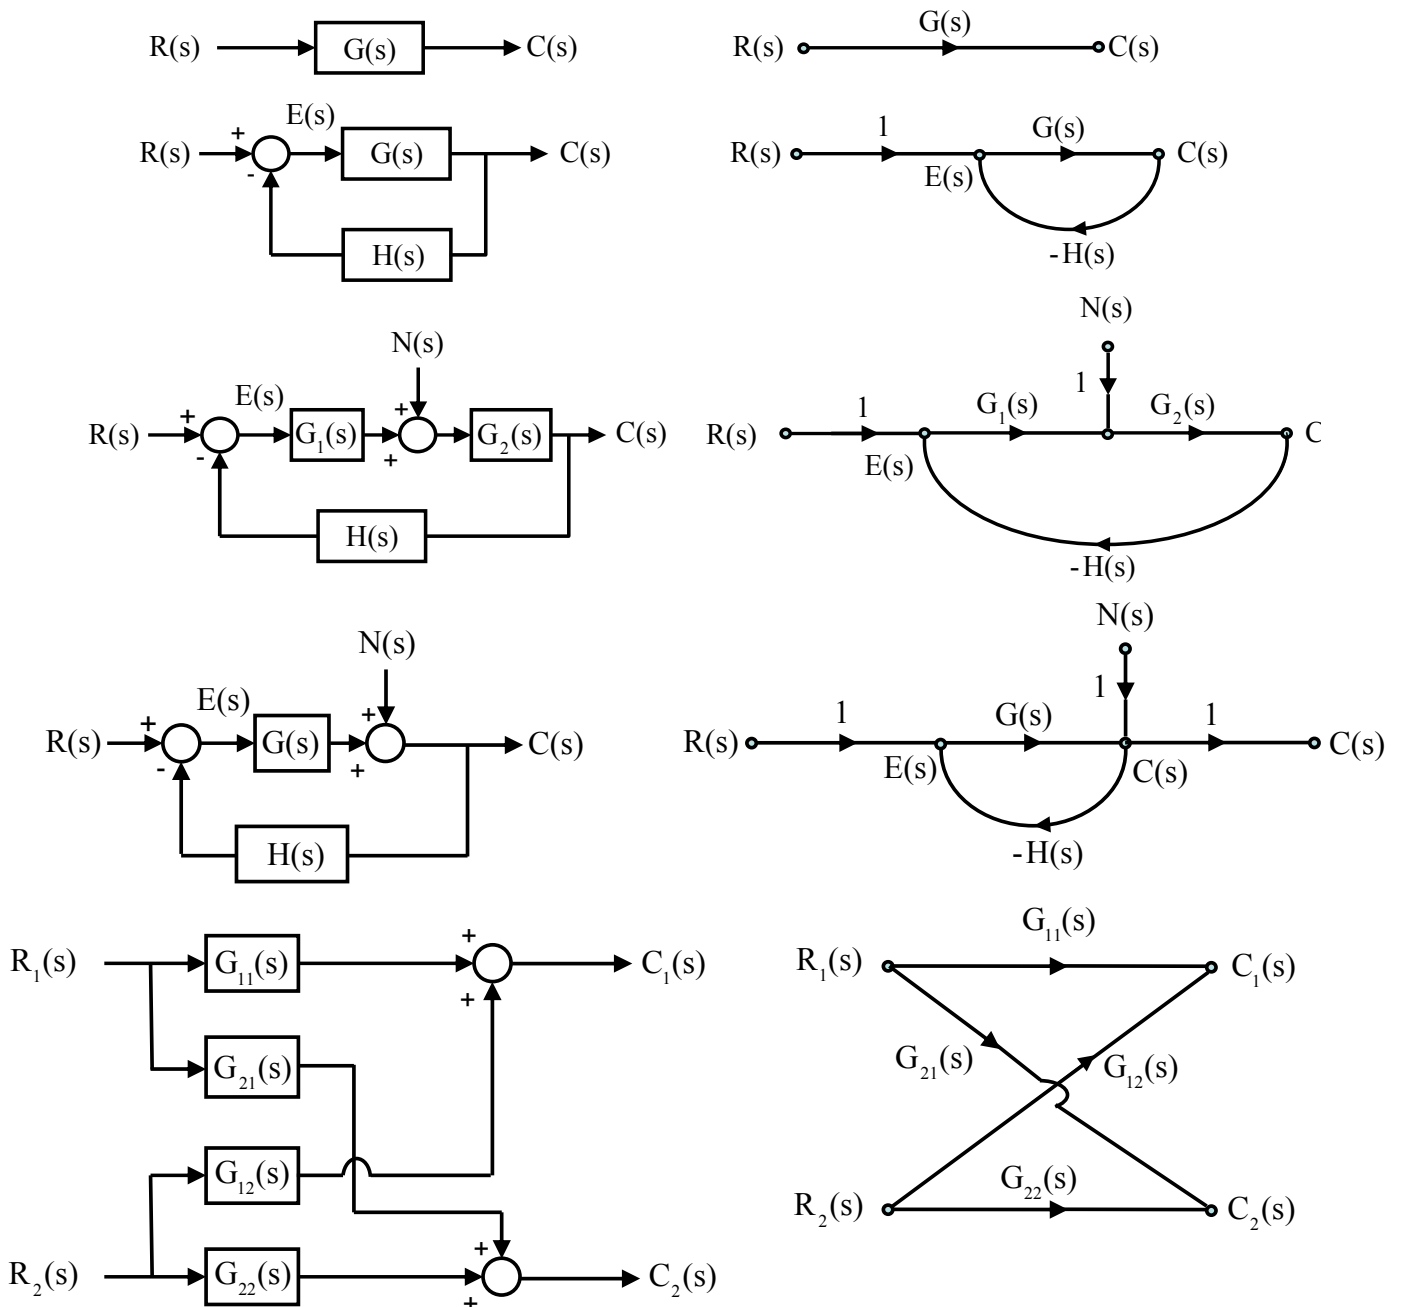 R(s) G(s) C(s)
R(s) G(s) C(s)
E(s)
+
R(s) G(s) C(s)
-
H(s)
1 G(s)
R(s) C(s)
E(s)
-H(s)
N(s)
E(s)
+ +
R(s) G₁(s) G₂(s) C(s)
- +
H(s)
N(s)
1
1 G₁(s) G₂(s)
R(s) C
E(s)
-H(s)
N(s)
E(s)
+ +
R(s) G(s) C(s)
- +
H(s)
N(s)
1
1 G(s) 1
R(s) C(s)
E(s) C(s)
-H(s)
+
R₁(s) G₁₁(s) C₁(s)
+
G₂₁(s)
G₁₂(s)
+
R₂(s) G₂₂(s) C₂(s)
+
G₁₁(s)
R₁(s) C₁(s)
G₂₁(s) G₁₂(s)
G₂₂(s)
R₂(s) C₂(s)